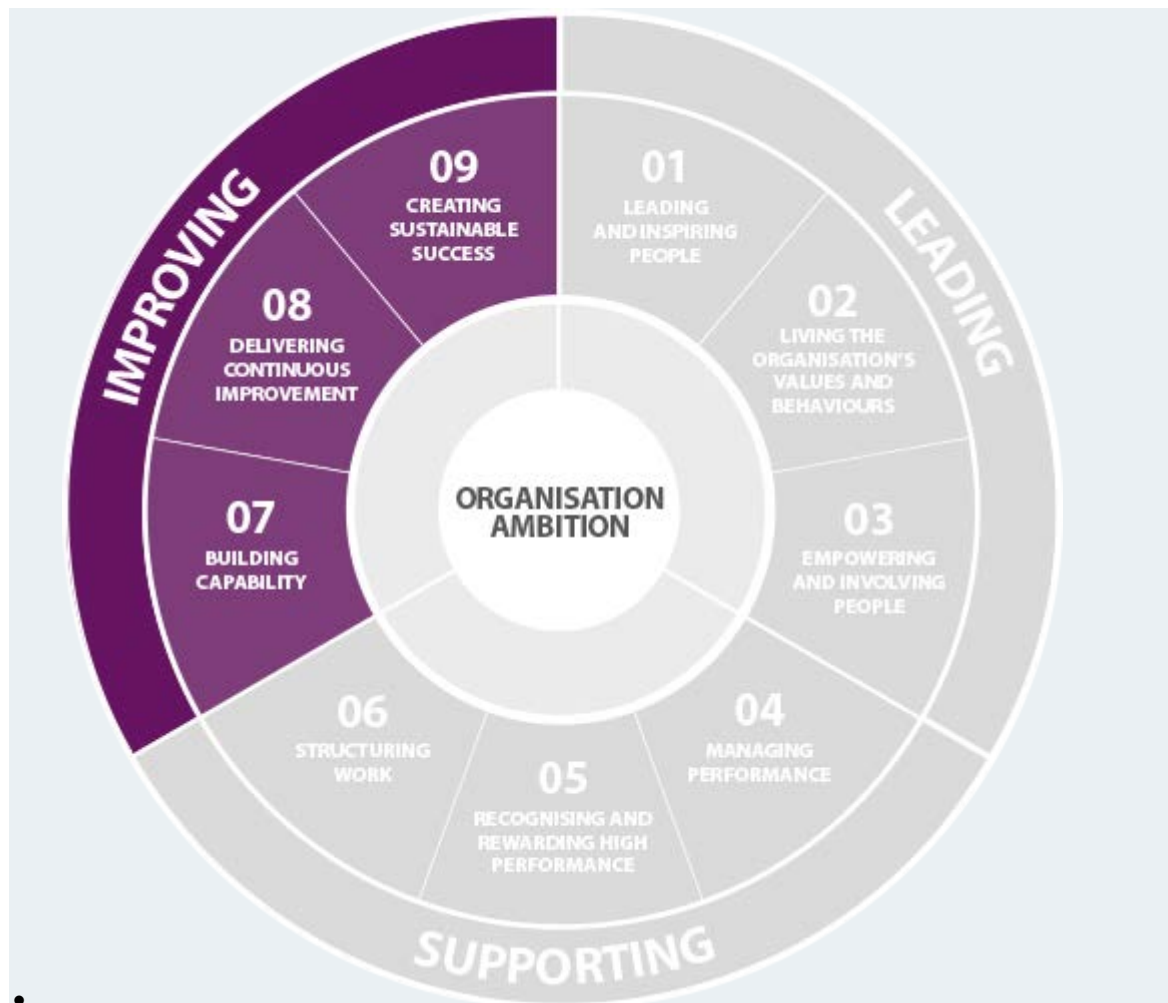 IMPROVING
LEADING
SUPPORTING
09
CREATING
SUSTAINABLE
SUCCESS
01
LEADING
AND INSPIRING
PEOPLE
08
DELIVERING
CONTINUOUS
IMPROVEMENT
02
LIVING THE
ORGANISATION'S
VALUES AND
BEHAVIOURS
ORGANISATION
AMBITION
07
BUILDING
CAPABILITY
03
EMPOWERING
AND INVOLVING
PEOPLE
06
STRUCTURING
WORK
05
RECOGNISING AND
REWARDING HIGH
PERFORMANCE
04
MANAGING
PERFORMANCE